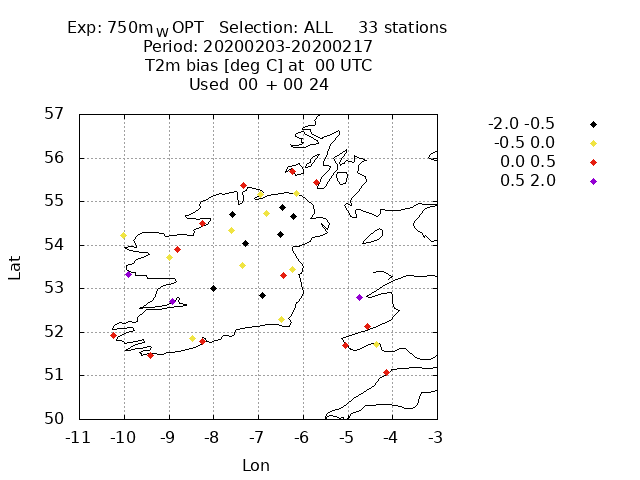 Exp: 750m_W OPT   Selection: ALL     33 stations
Period: 20200203-20200217
T2m bias [deg C] at  00 UTC
Used  00 + 00 24
-2.0 -0.5
-0.5 0.0
0.0 0.5
0.5 2.0
57
56
55
54
53
52
51
50
-11 -10 -9 -8 -7 -6 -5 -4 -3
Lat
Lon